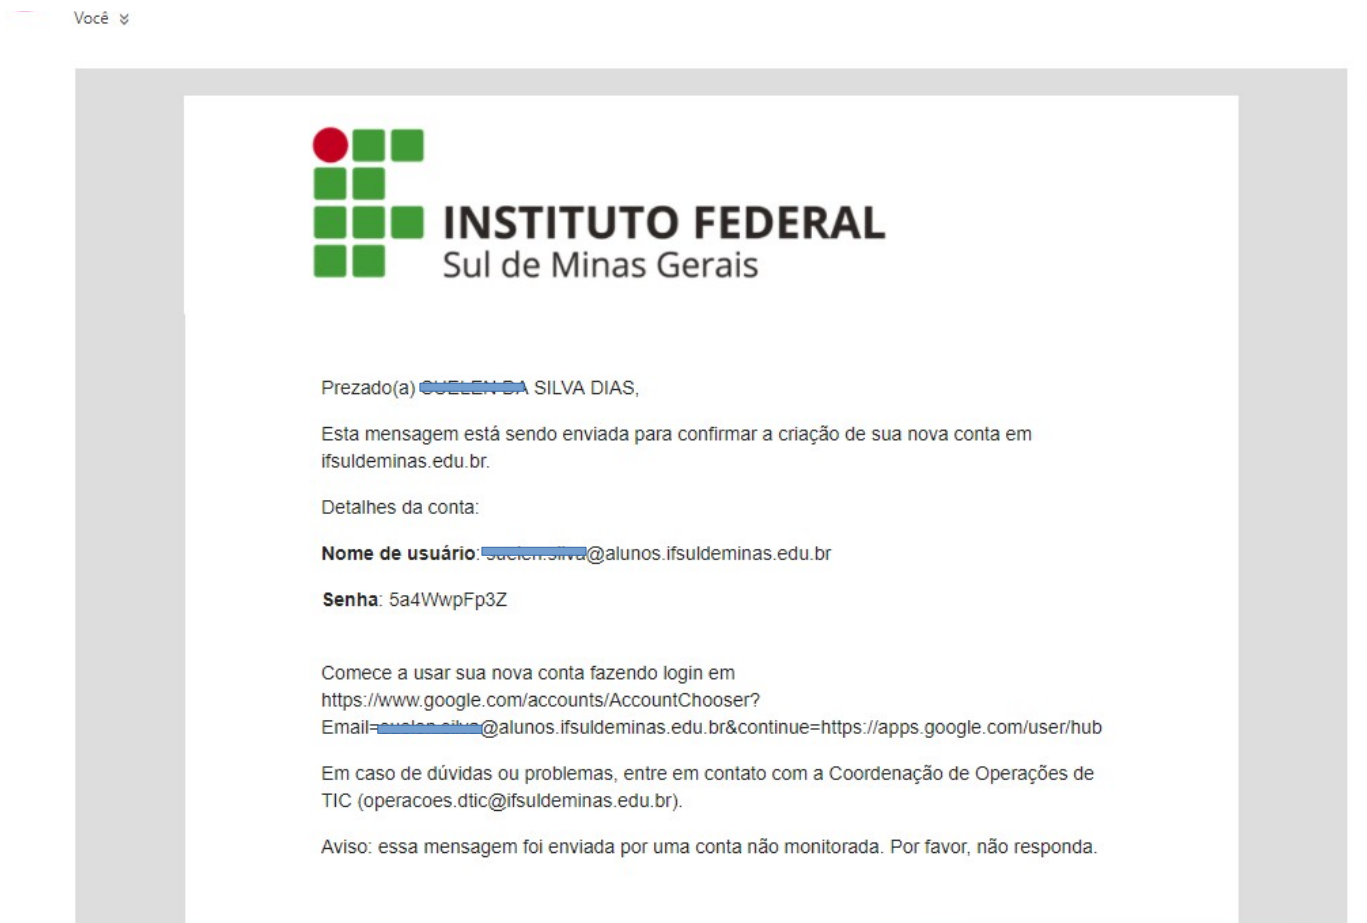 Você
INSTITUTO FEDERAL
Sul de Minas Gerais
Prezado(a) SILVA DIAS,
Esta mensagem está sendo enviada para confirmar a criação de sua nova conta em
ifsuldeminas.edu.br.
Detalhes da conta:
Nome de usuário: @alunos.ifsuldeminas.edu.br
Senha: 5a4WwpFp3Z
Comece a usar sua nova conta fazendo login em
https://www.google.com/accounts/AccountChooser?
Email= @alunos.ifsuldeminas.edu.br&continue=https://apps.google.com/user/hub
Em caso de dúvidas ou problemas, entre em contato com a Coordenação de Operações de
TIC (operacoes.dtic@ifsuldeminas.edu.br).
Aviso: essa mensagem foi enviada por uma conta não monitorada. Por favor, não responda.